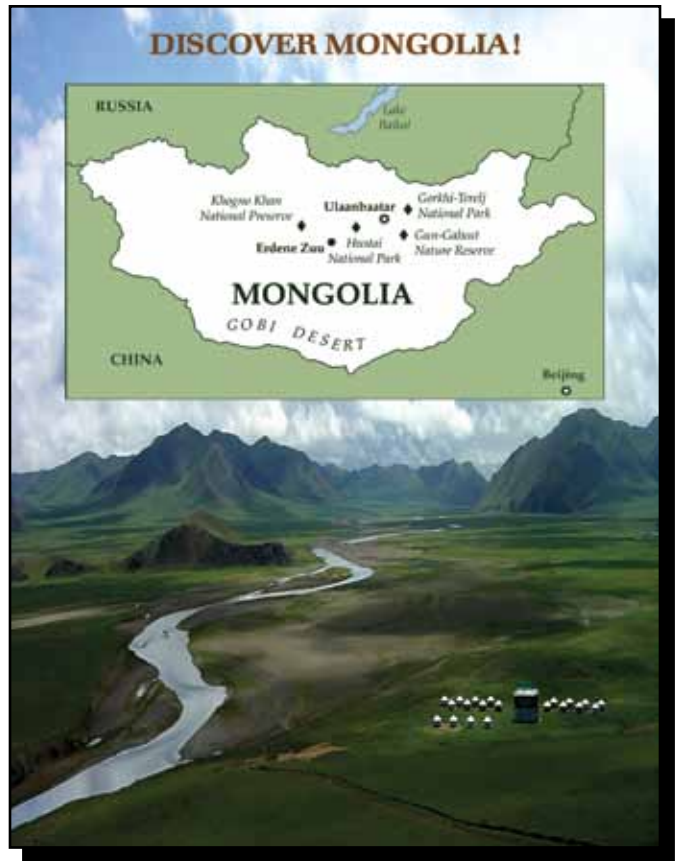 DISCOVER MONGOLIA!
RUSSIA
Lake
Baikal
Khogno Khan
National Preserve
Ulaanbaatar
Gorkhi-Terelj
National Park
Erdene Zuu
Hustai
National Park
Gun-Galuut
Nature Reserve
MONGOLIA
GOBI DESERT
CHINA
Beijing